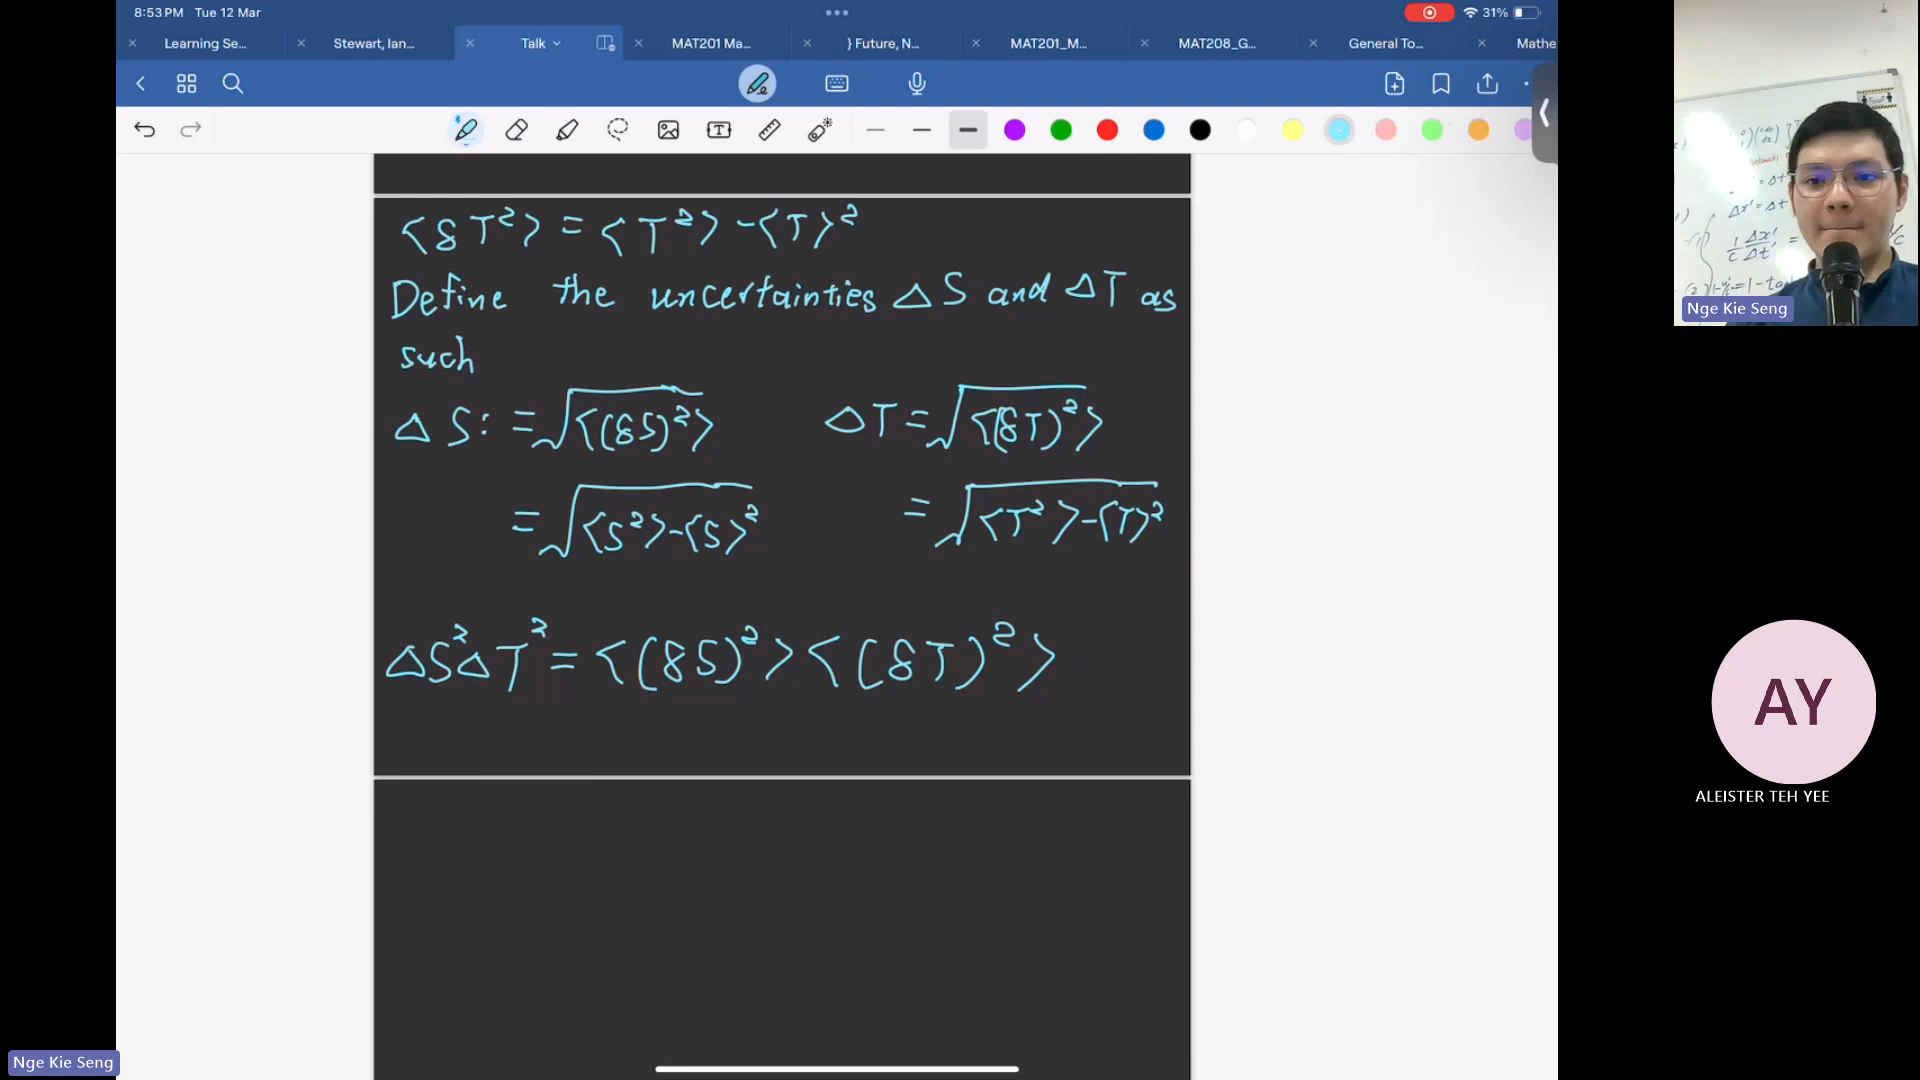 8:53 PM Tue 12 Mar
31%
Learning Se...
Stewart, Ian...
Talk
MAT201 Ma...
} Future, N...
MAT201_M...
MAT208_G...
General To...
Mathe
⟨δT²⟩ = ⟨T²⟩ - ⟨T⟩²
Define the uncertainties ΔS and ΔT as
such
ΔS := √⟨(δS)²⟩ ΔT = √⟨(δT)²⟩
= √⟨S²⟩-⟨S⟩² = √⟨T²⟩-⟨T⟩²
ΔS²ΔT² = ⟨(δS)²⟩⟨(δT)²⟩
Nge Kie Seng
AY
ALEISTER TEH YEE
Nge Kie Seng